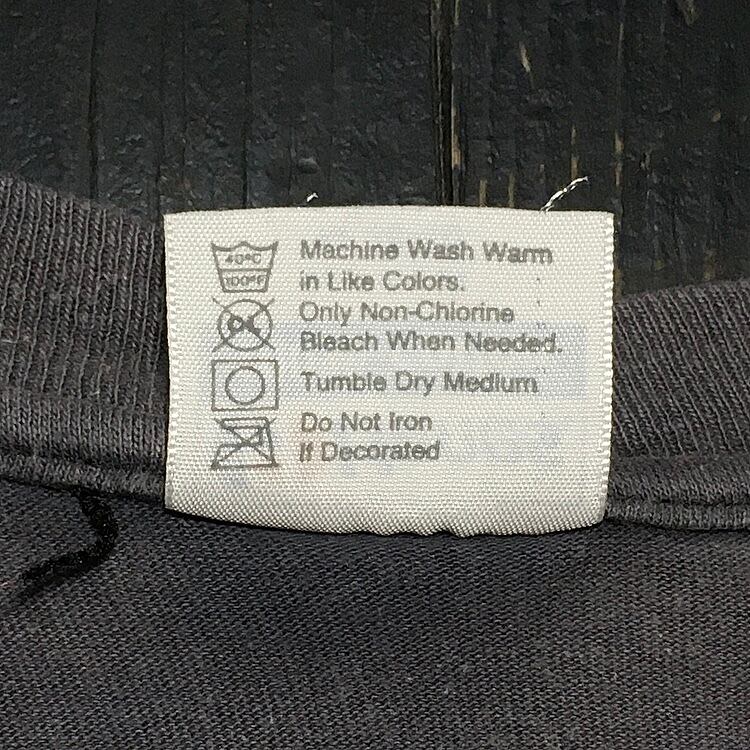 40°C
100°F
Machine Wash Warm
in Like Colors.
Only Non-Chlorine
Bleach When Needed.
Tumble Dry Medium
Do Not Iron
If Decorated